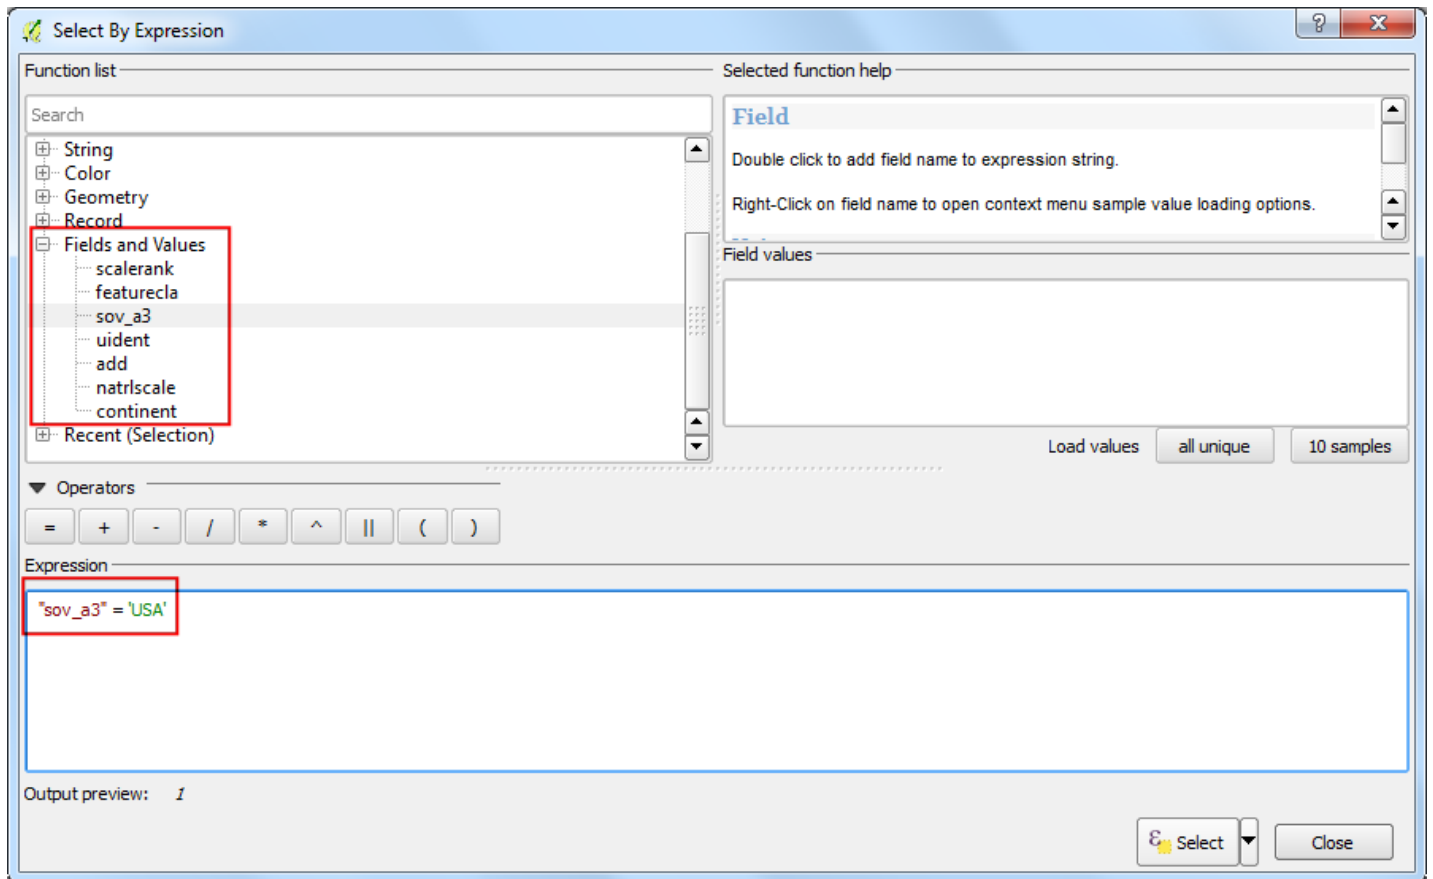 Select By Expression
?
X
Function list
Search
String
Color
Geometry
Record
Fields and Values
scalerank
featurecla
sov_a3
uident
add
natrlscale
continent
Recent (Selection)
Selected function help
Field
Double click to add field name to expression string.
Right-Click on field name to open context menu sample value loading options.
Field values
Load values all unique 10 samples
Operators
= + - / * ^ || ( )
Expression
"sov_a3" = 'USA'
Output preview: 1
ε Select Close